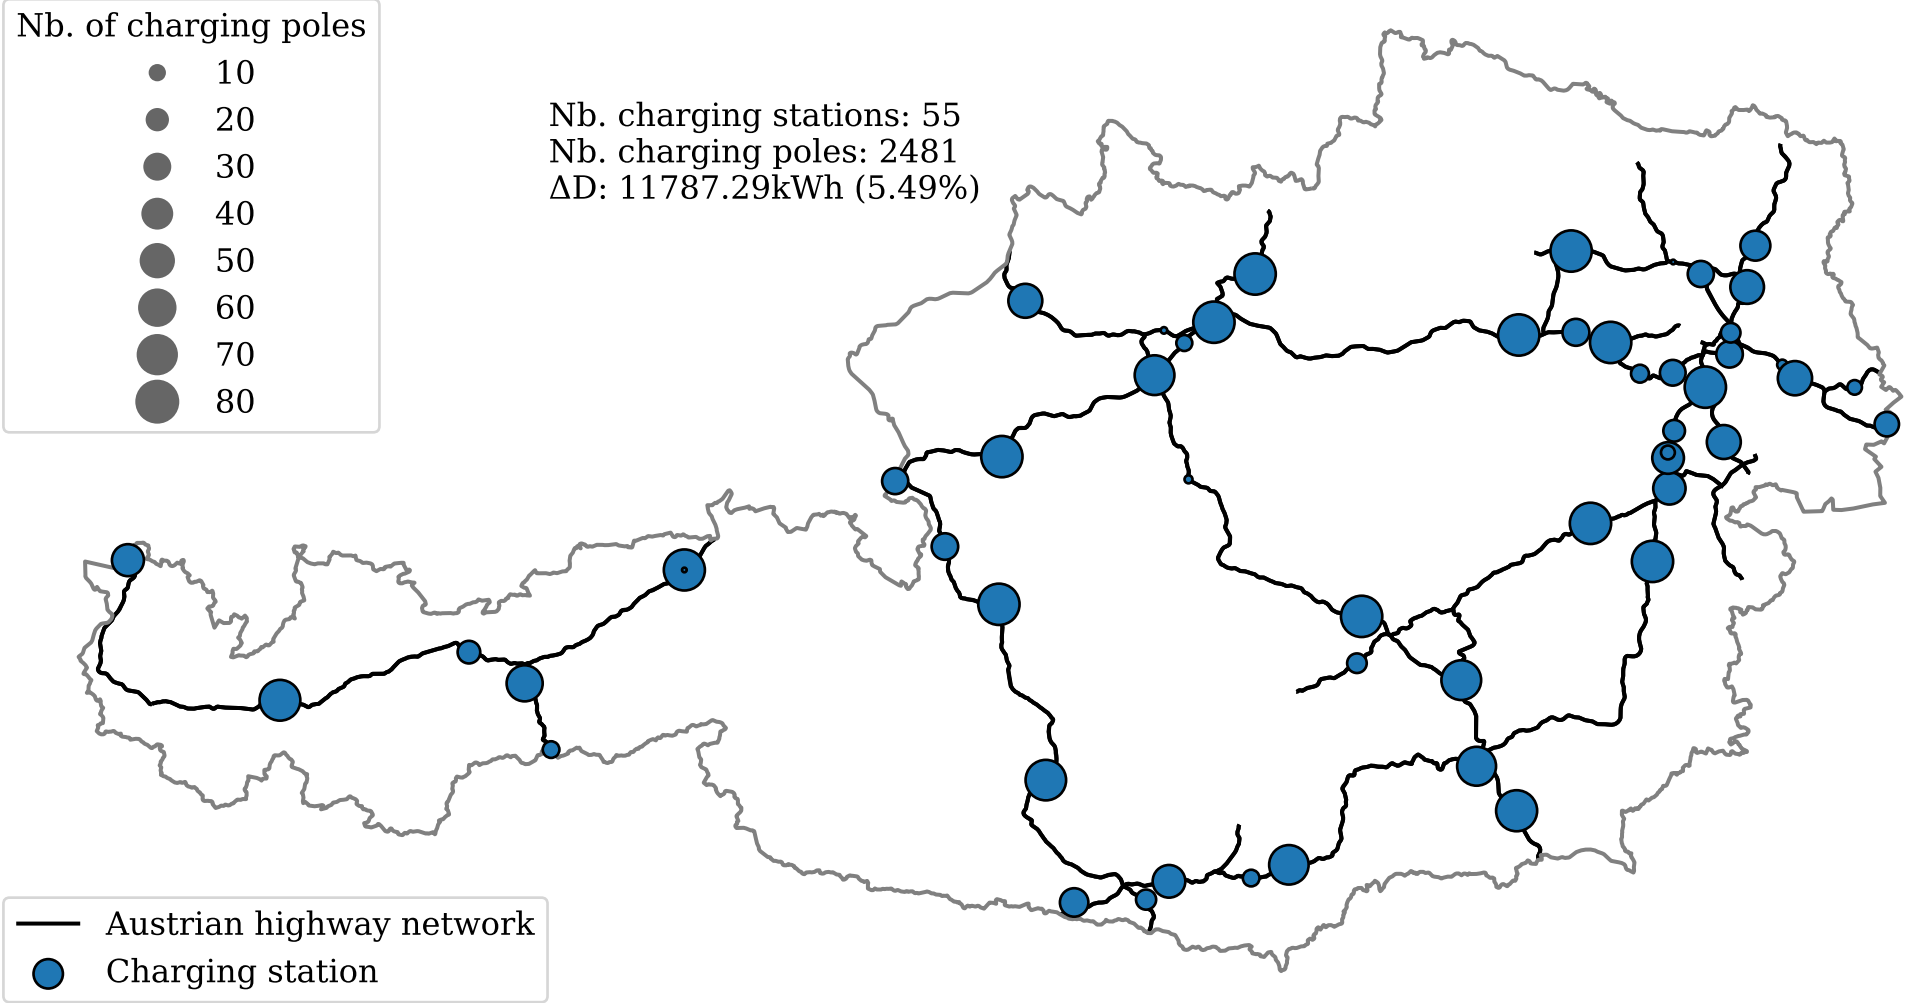 Nb. of charging poles
10
20
30
40
50
60
70
80
Nb. charging stations: 55
Nb. charging poles: 2481
ΔD: 11787.29kWh (5.49%)
Austrian highway network
Charging station